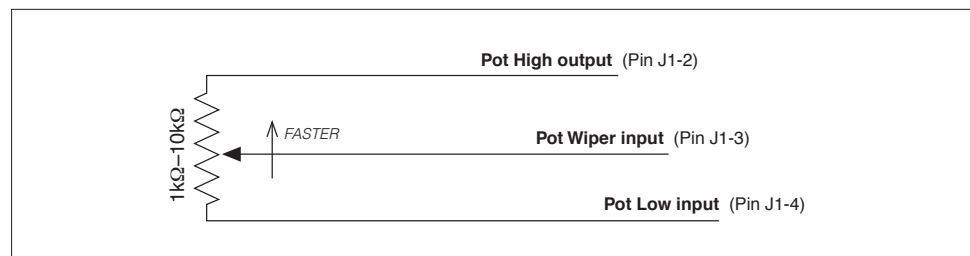 Pot High output (Pin J1-2)
1kΩ–10kΩ
FASTER
Pot Wiper input (Pin J1-3)
Pot Low input (Pin J1-4)